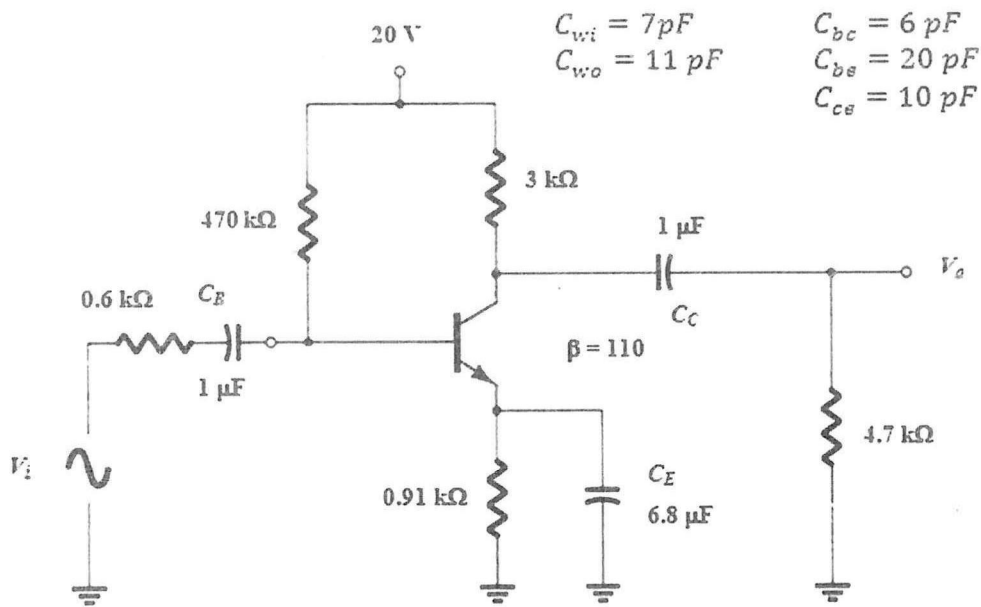 20 V
C_wi = 7pF
C_wo = 11 pF
C_bc = 6 pF
C_be = 20 pF
C_ce = 10 pF
3 kΩ
470 kΩ
1 μF
V_o
0.6 kΩ
C_B
C_C
β = 110
1 μF
V_i
4.7 kΩ
C_E
0.91 kΩ
6.8 μF